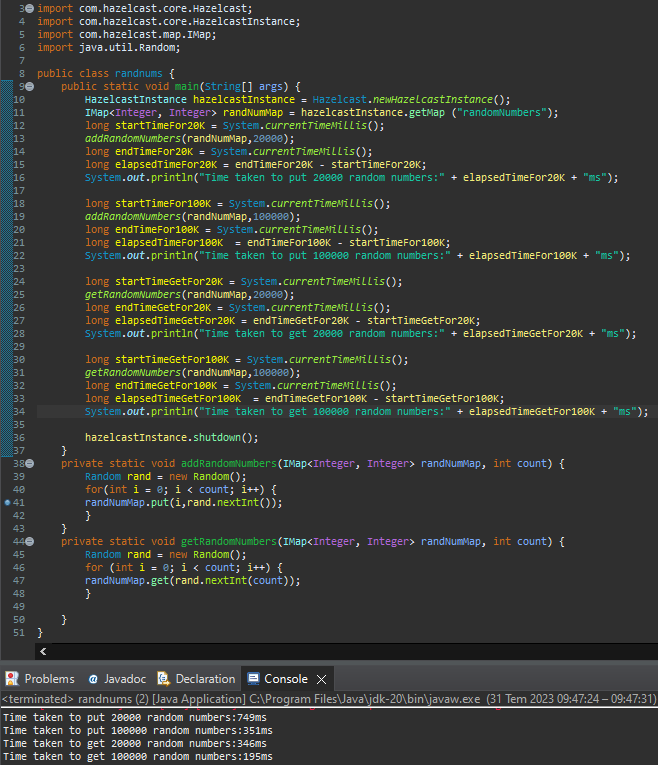 3 import com.hazelcast.core.Hazelcast;
4 import com.hazelcast.core.HazelcastInstance;
5 import com.hazelcast.map.IMap;
6 import java.util.Random;
7
8 public class randnums {
9     public static void main(String[] args) {
10         HazelcastInstance hazelcastInstance = Hazelcast.newHazelcastInstance();
11         IMap<Integer, Integer> randNumMap = hazelcastInstance.getMap ("randomNumbers");
12         long startTimeFor20K = System.currentTimeMillis();
13         addRandomNumbers(randNumMap,20000);
14         long endTimeFor20K = System.currentTimeMillis();
15         long elapsedTimeFor20K = endTimeFor20K - startTimeFor20K;
16         System.out.println("Time taken to put 20000 random numbers:" + elapsedTimeFor20K + "ms");
17
18         long startTimeFor100K = System.currentTimeMillis();
19         addRandomNumbers(randNumMap,100000);
20         long endTimeFor100K = System.currentTimeMillis();
21         long elapsedTimeFor100K  = endTimeFor100K - startTimeFor100K;
22         System.out.println("Time taken to put 100000 random numbers:" + elapsedTimeFor100K + "ms");
23
24         long startTimeGetFor20K = System.currentTimeMillis();
25         getRandomNumbers(randNumMap,20000);
26         long endTimeGetFor20K = System.currentTimeMillis();
27         long elapsedTimeGetFor20K = endTimeGetFor20K - startTimeGetFor20K;
28         System.out.println("Time taken to get 20000 random numbers:" + elapsedTimeGetFor20K + "ms");
29
30         long startTimeGetFor100K = System.currentTimeMillis();
31         getRandomNumbers(randNumMap,100000);
32         long endTimeGetFor100K = System.currentTimeMillis();
33         long elapsedTimeGetFor100K  = endTimeGetFor100K - startTimeGetFor100K;
34         System.out.println("Time taken to get 100000 random numbers:" + elapsedTimeGetFor100K + "ms");
35
36         hazelcastInstance.shutdown();
37     }
38     private static void addRandomNumbers(IMap<Integer, Integer> randNumMap, int count) {
39         Random rand = new Random();
40         for(int i = 0; i < count; i++) {
41         randNumMap.put(i,rand.nextInt());
42         }
43     }
44     private static void getRandomNumbers(IMap<Integer, Integer> randNumMap, int count) {
45         Random rand = new Random();
46         for (int i = 0; i < count; i++) {
47         randNumMap.get(rand.nextInt(count));
48         }
49
50     }
51 }
Problems @ Javadoc Declaration Console
<terminated> randnums (2) [Java Application] C:\Program Files\Java\jdk-20\bin\javaw.exe (31 Tem 2023 09:47:24 – 09:47:31)
Time taken to put 20000 random numbers:749ms
Time taken to put 100000 random numbers:351ms
Time taken to get 20000 random numbers:346ms
Time taken to get 100000 random numbers:195ms